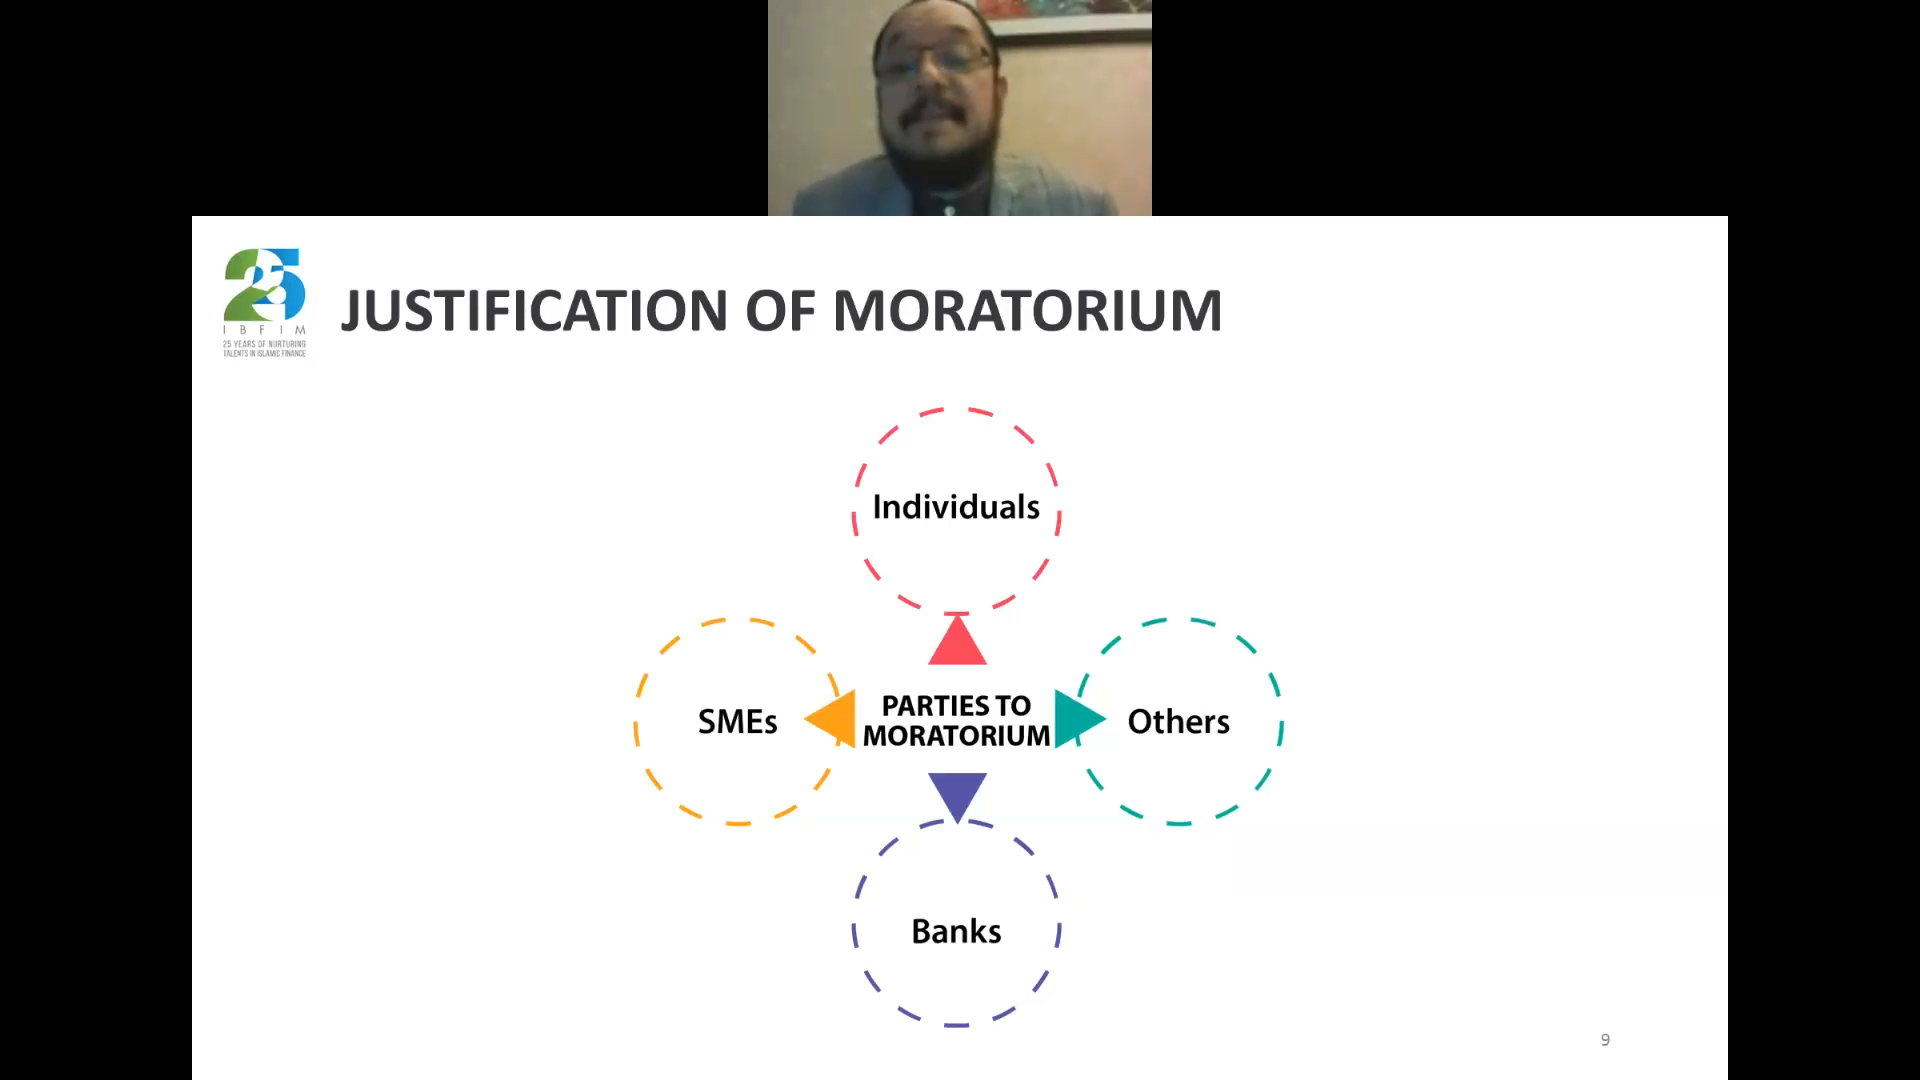 IBFIM
25 YEARS OF NURTURING
TALENTS IN ISLAMIC FINANCE
JUSTIFICATION OF MORATORIUM
Individuals
SMEs
PARTIES TO
MORATORIUM
Others
Banks
9